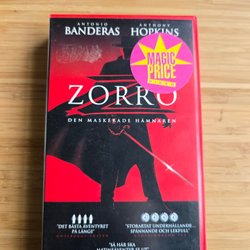 ANTONIO ANTHONY
BANDERAS HOPKINS
MAGIC
PRICE
VIDEO
ZORRO
DEN MASKERADE HÄMNAREN
"DET BÄSTA ÄVENTYRET
PÅ LÄNGE"
"STORARTAT UNDERHÅLLANDE,
SPÄNNANDE OCH LEKFULL"
"SÅ HÄR SKA